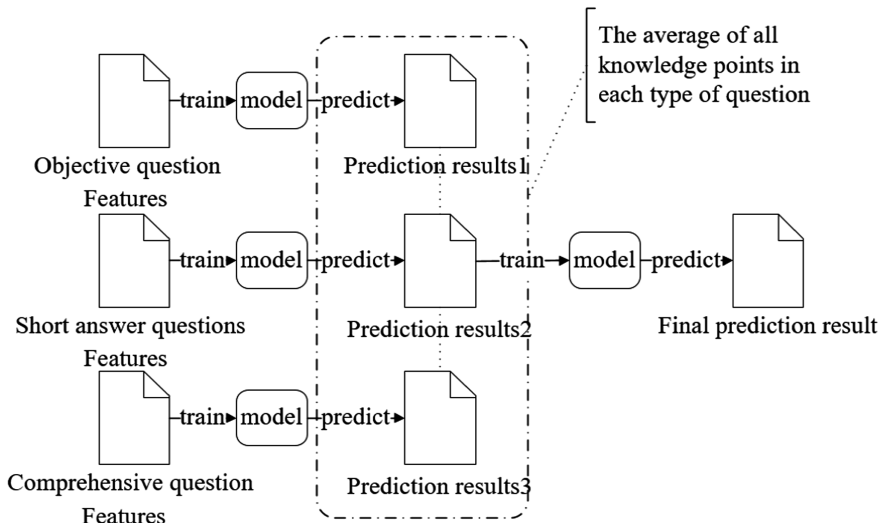 The average of all
knowledge points in
each type of question
train
model
predict
Objective question
Features
Prediction results1
train
model
predict
train
model
predict
Short answer questions
Features
Prediction results2
Final prediction result
train
model
predict
Comprehensive question
Features
Prediction results3